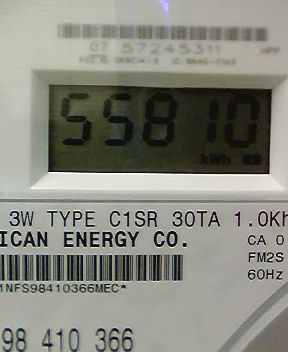 07 57245311
55810
kWh
3W TYPE C1SR 30TA 1.0Kh
ICAN ENERGY CO.
CA 0
FM2S
60Hz
1NFS98410366MEC*
98 410 366